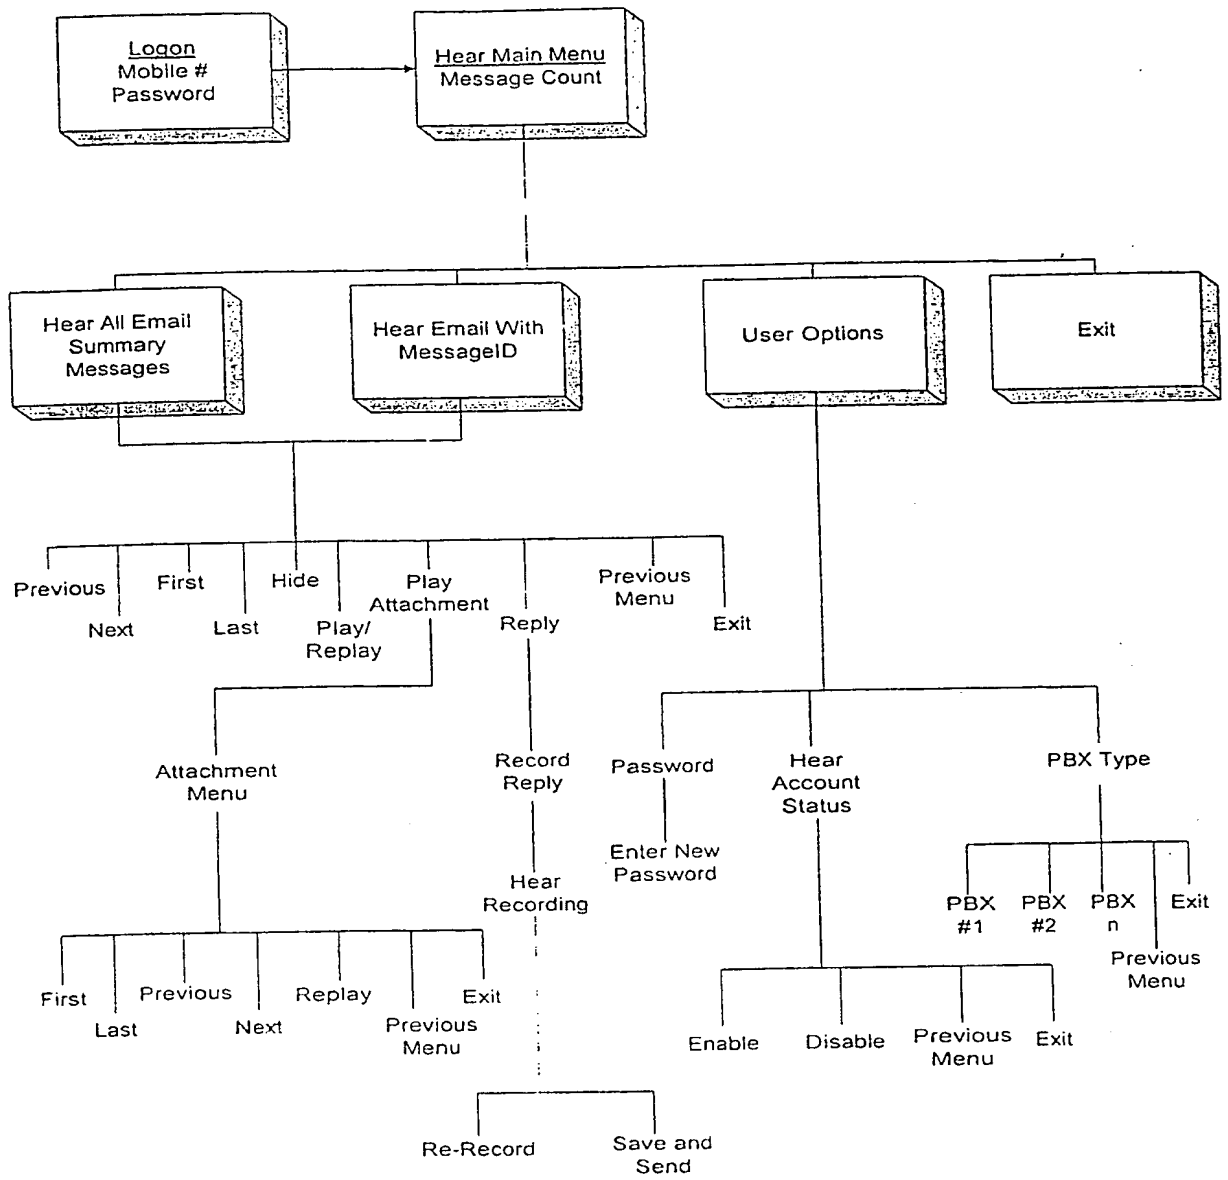 Logon
Mobile #
Password
Hear Main Menu
Message Count
Hear All Email
Summary
Messages
Hear Email With
MessageID
User Options
Exit
Previous
Next
First
Last
Hide
Play/
Replay
Play
Attachment
Reply
Previous
Menu
Exit
Attachment
Menu
Record
Reply
Hear
Recording
Password
Enter New
Password
Hear
Account
Status
PBX Type
PBX
#1
PBX
#2
PBX
n
Previous
Menu
Exit
First
Last
Previous
Next
Replay
Previous
Menu
Exit
Enable
Disable
Previous
Menu
Exit
Re-Record
Save and
Send